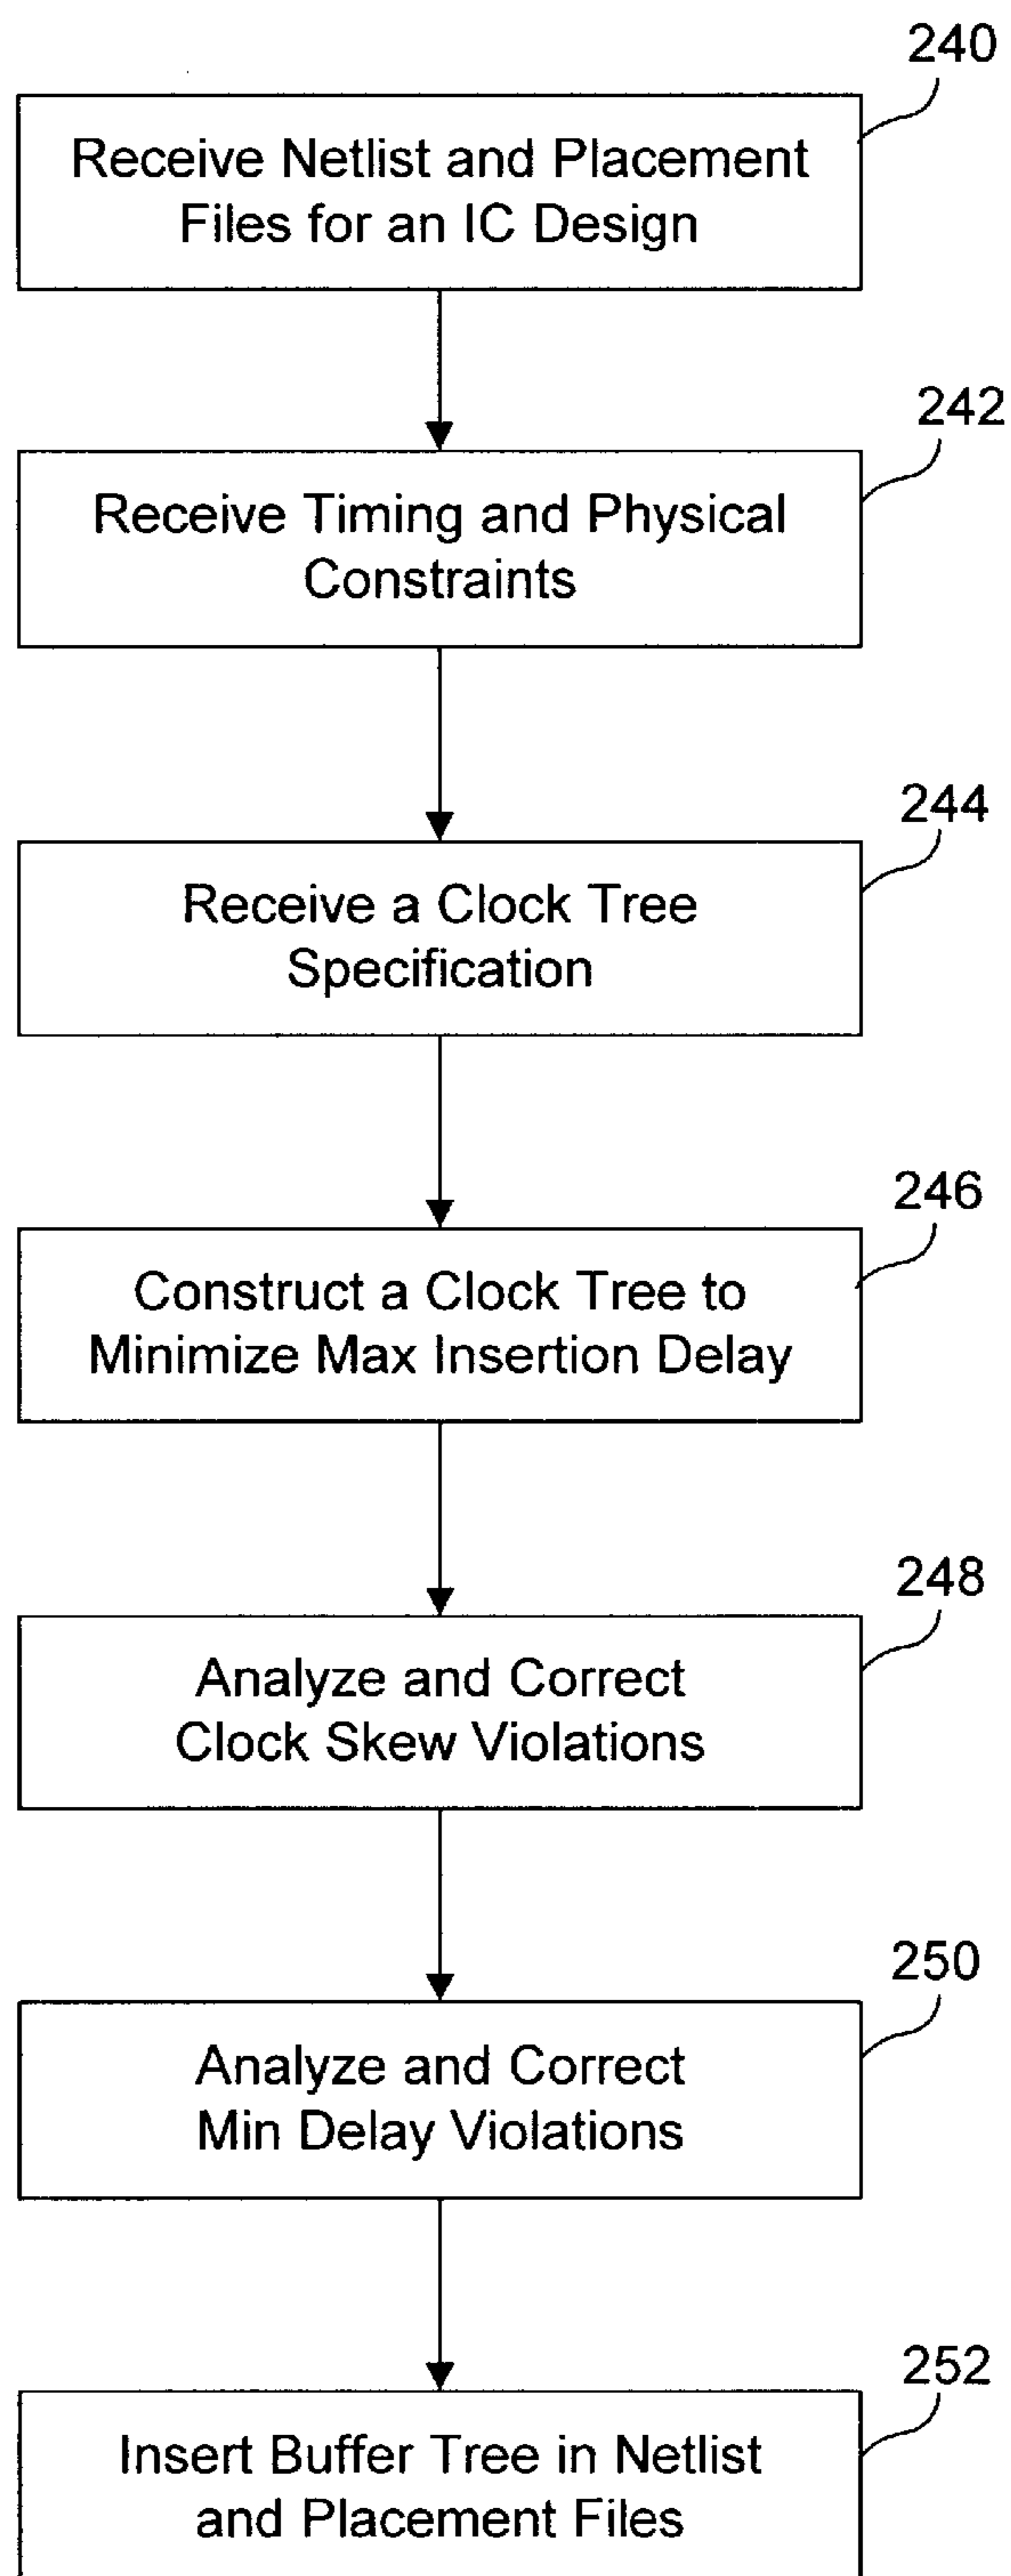 240
Receive Netlist and Placement
Files for an IC Design
242
Receive Timing and Physical
Constraints
244
Receive a Clock Tree
Specification
246
Construct a Clock Tree to
Minimize Max Insertion Delay
248
Analyze and Correct
Clock Skew Violations
250
Analyze and Correct
Min Delay Violations
252
Insert Buffer Tree in Netlist
and Placement Files